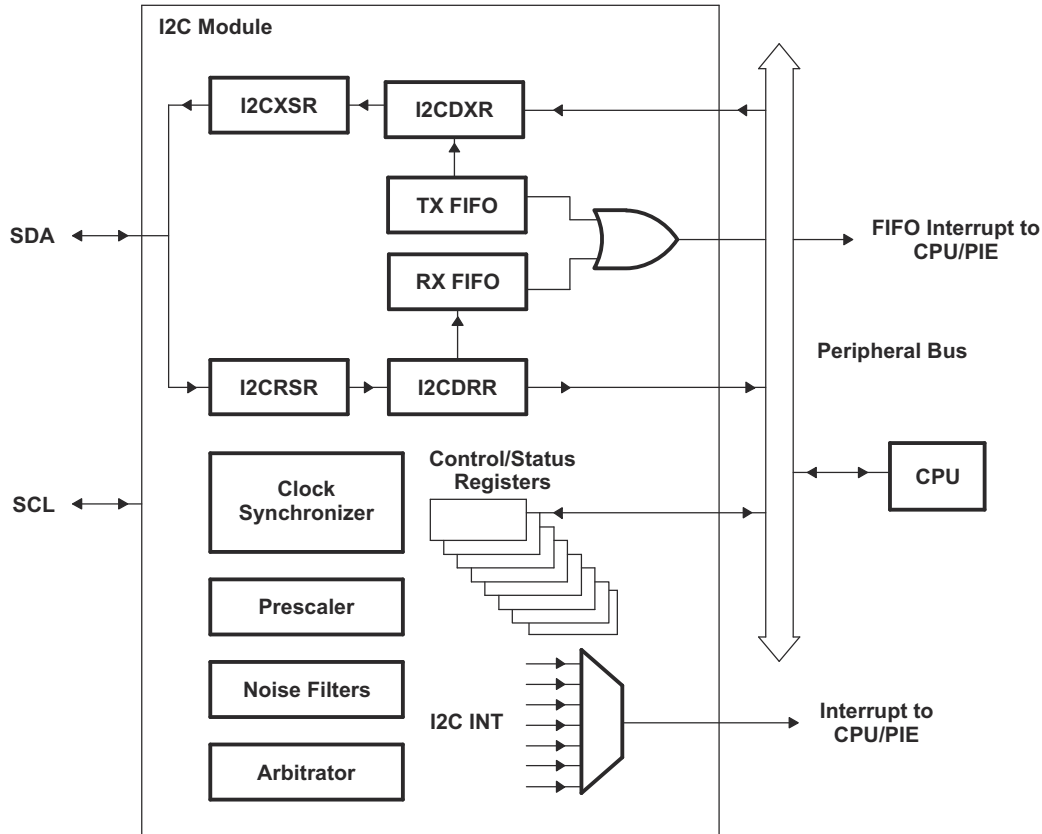 I2C Module
I2CXSR
I2CDXR
TX FIFO
SDA
FIFO Interrupt to
CPU/PIE
RX FIFO
Peripheral Bus
I2CRSR
I2CDRR
Control/Status
Registers
CPU
SCL
Clock
Synchronizer
Prescaler
Noise Filters
I2C INT
Interrupt to
CPU/PIE
Arbitrator